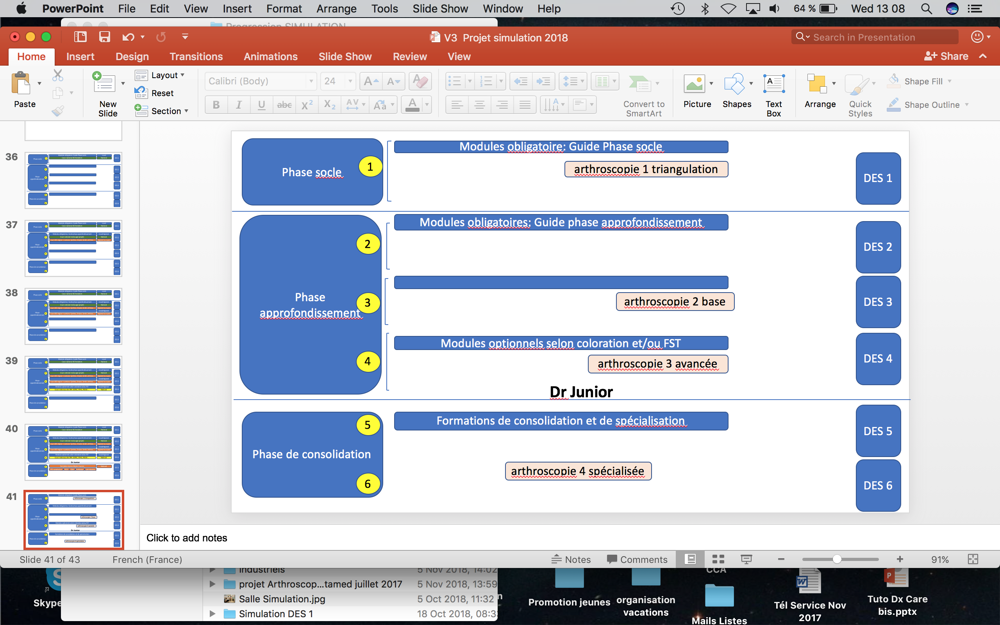 PowerPoint File Edit View Insert Format Arrange Tools Slide Show Window Help 64 % Wed 13 08
Progression SIMULATION
V3 Projet simulation 2018
Search in Presentation
Home Insert Design Transitions Animations Slide Show Review View Share
Paste
New Slide
Layout
Reset
Section
Calibri (Body) 24
Convert to SmartArt
Picture
Shapes
Text Box
Arrange
Quick Styles
Shape Fill
Shape Outline
36
37
38
39
40
41
Phase socle
1
Modules obligatoire: Guide Phase socle
arthroscopie 1 triangulation
DES 1
Modules obligatoires: Guide phase approfondissement
2
DES 2
Phase
approfondissement
3
arthroscopie 2 base
DES 3
Modules optionnels selon coloration et/ou FST
4
arthroscopie 3 avancée
DES 4
Dr Junior
5
Formations de consolidation et de spécialisation
DES 5
Phase de consolidation
arthroscopie 4 spécialisée
6
DES 6
Click to add notes
Slide 41 of 43 French (France) Notes Comments 91%
industriels 5 Nov 2018, 14:02
projet Arthroscop...tamed juillet 2017 5 Nov 2018, 13:59
Salle Simulation.jpg 5 Oct 2018, 11:32
Simulation DES 1 18 Oct 2018, 08:3
Skype
Promotion jeunes
organisation
vacations
CCA
Mails Listes
Tél Service Nov
2017
Tuto Dx Care
bis.pptx